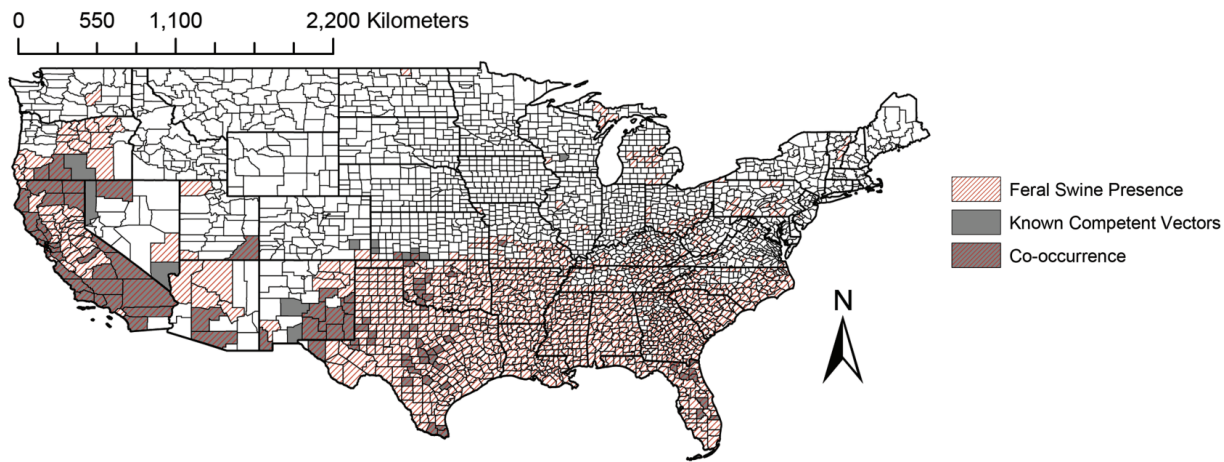 0 550 1,100 2,200 Kilometers
Feral Swine Presence
Known Competent Vectors
Co-occurrence
N